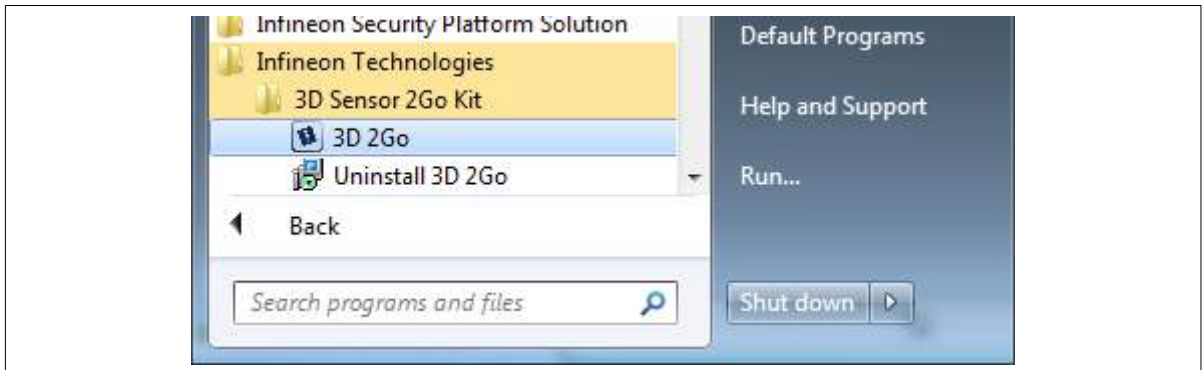 Infineon Security Platform Solution
Infineon Technologies
3D Sensor 2Go Kit
3D 2Go
Uninstall 3D 2Go
Back
Search programs and files
Default Programs
Help and Support
Run...
Shut down